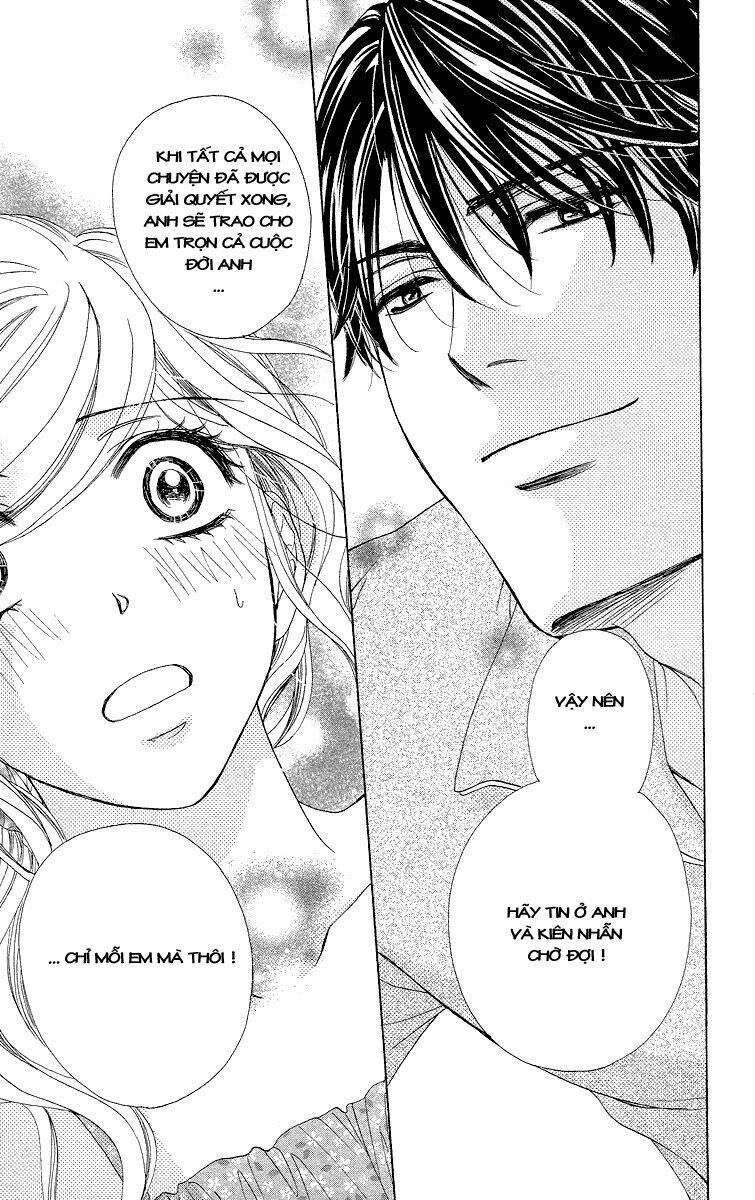 VẬY NÊN
...
HÃY TIN Ở ANH
VÀ KIÊN NHẪN
CHỜ ĐỢI !
KHI TẤT CẢ MỌI
CHUYỆN ĐÃ ĐƯỢC
GIẢI QUYẾT XONG,
ANH SẼ TRAO CHO
EM TRỌN CẢ CUỘC
ĐỜI ANH
...
... CHỈ MỖI EM MÀ THÔI !